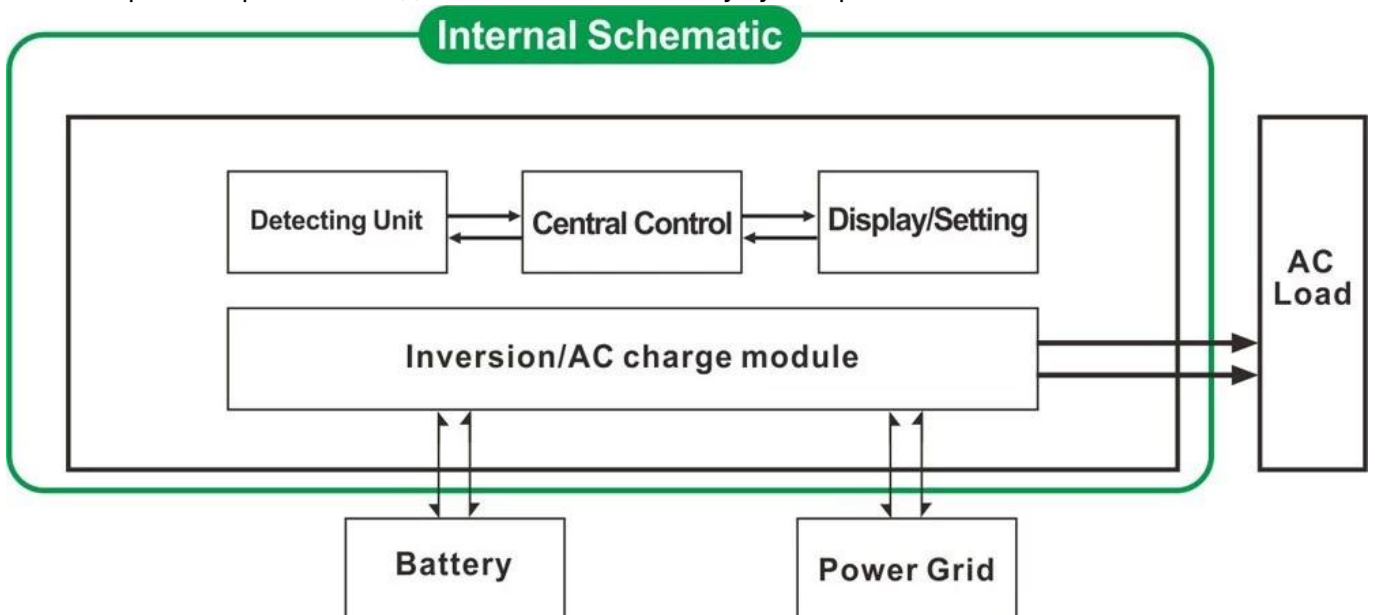 Internal Schematic
Detecting Unit
Central Control
Display/Setting
AC
Load
Inversion/AC charge module
Battery
Power Grid